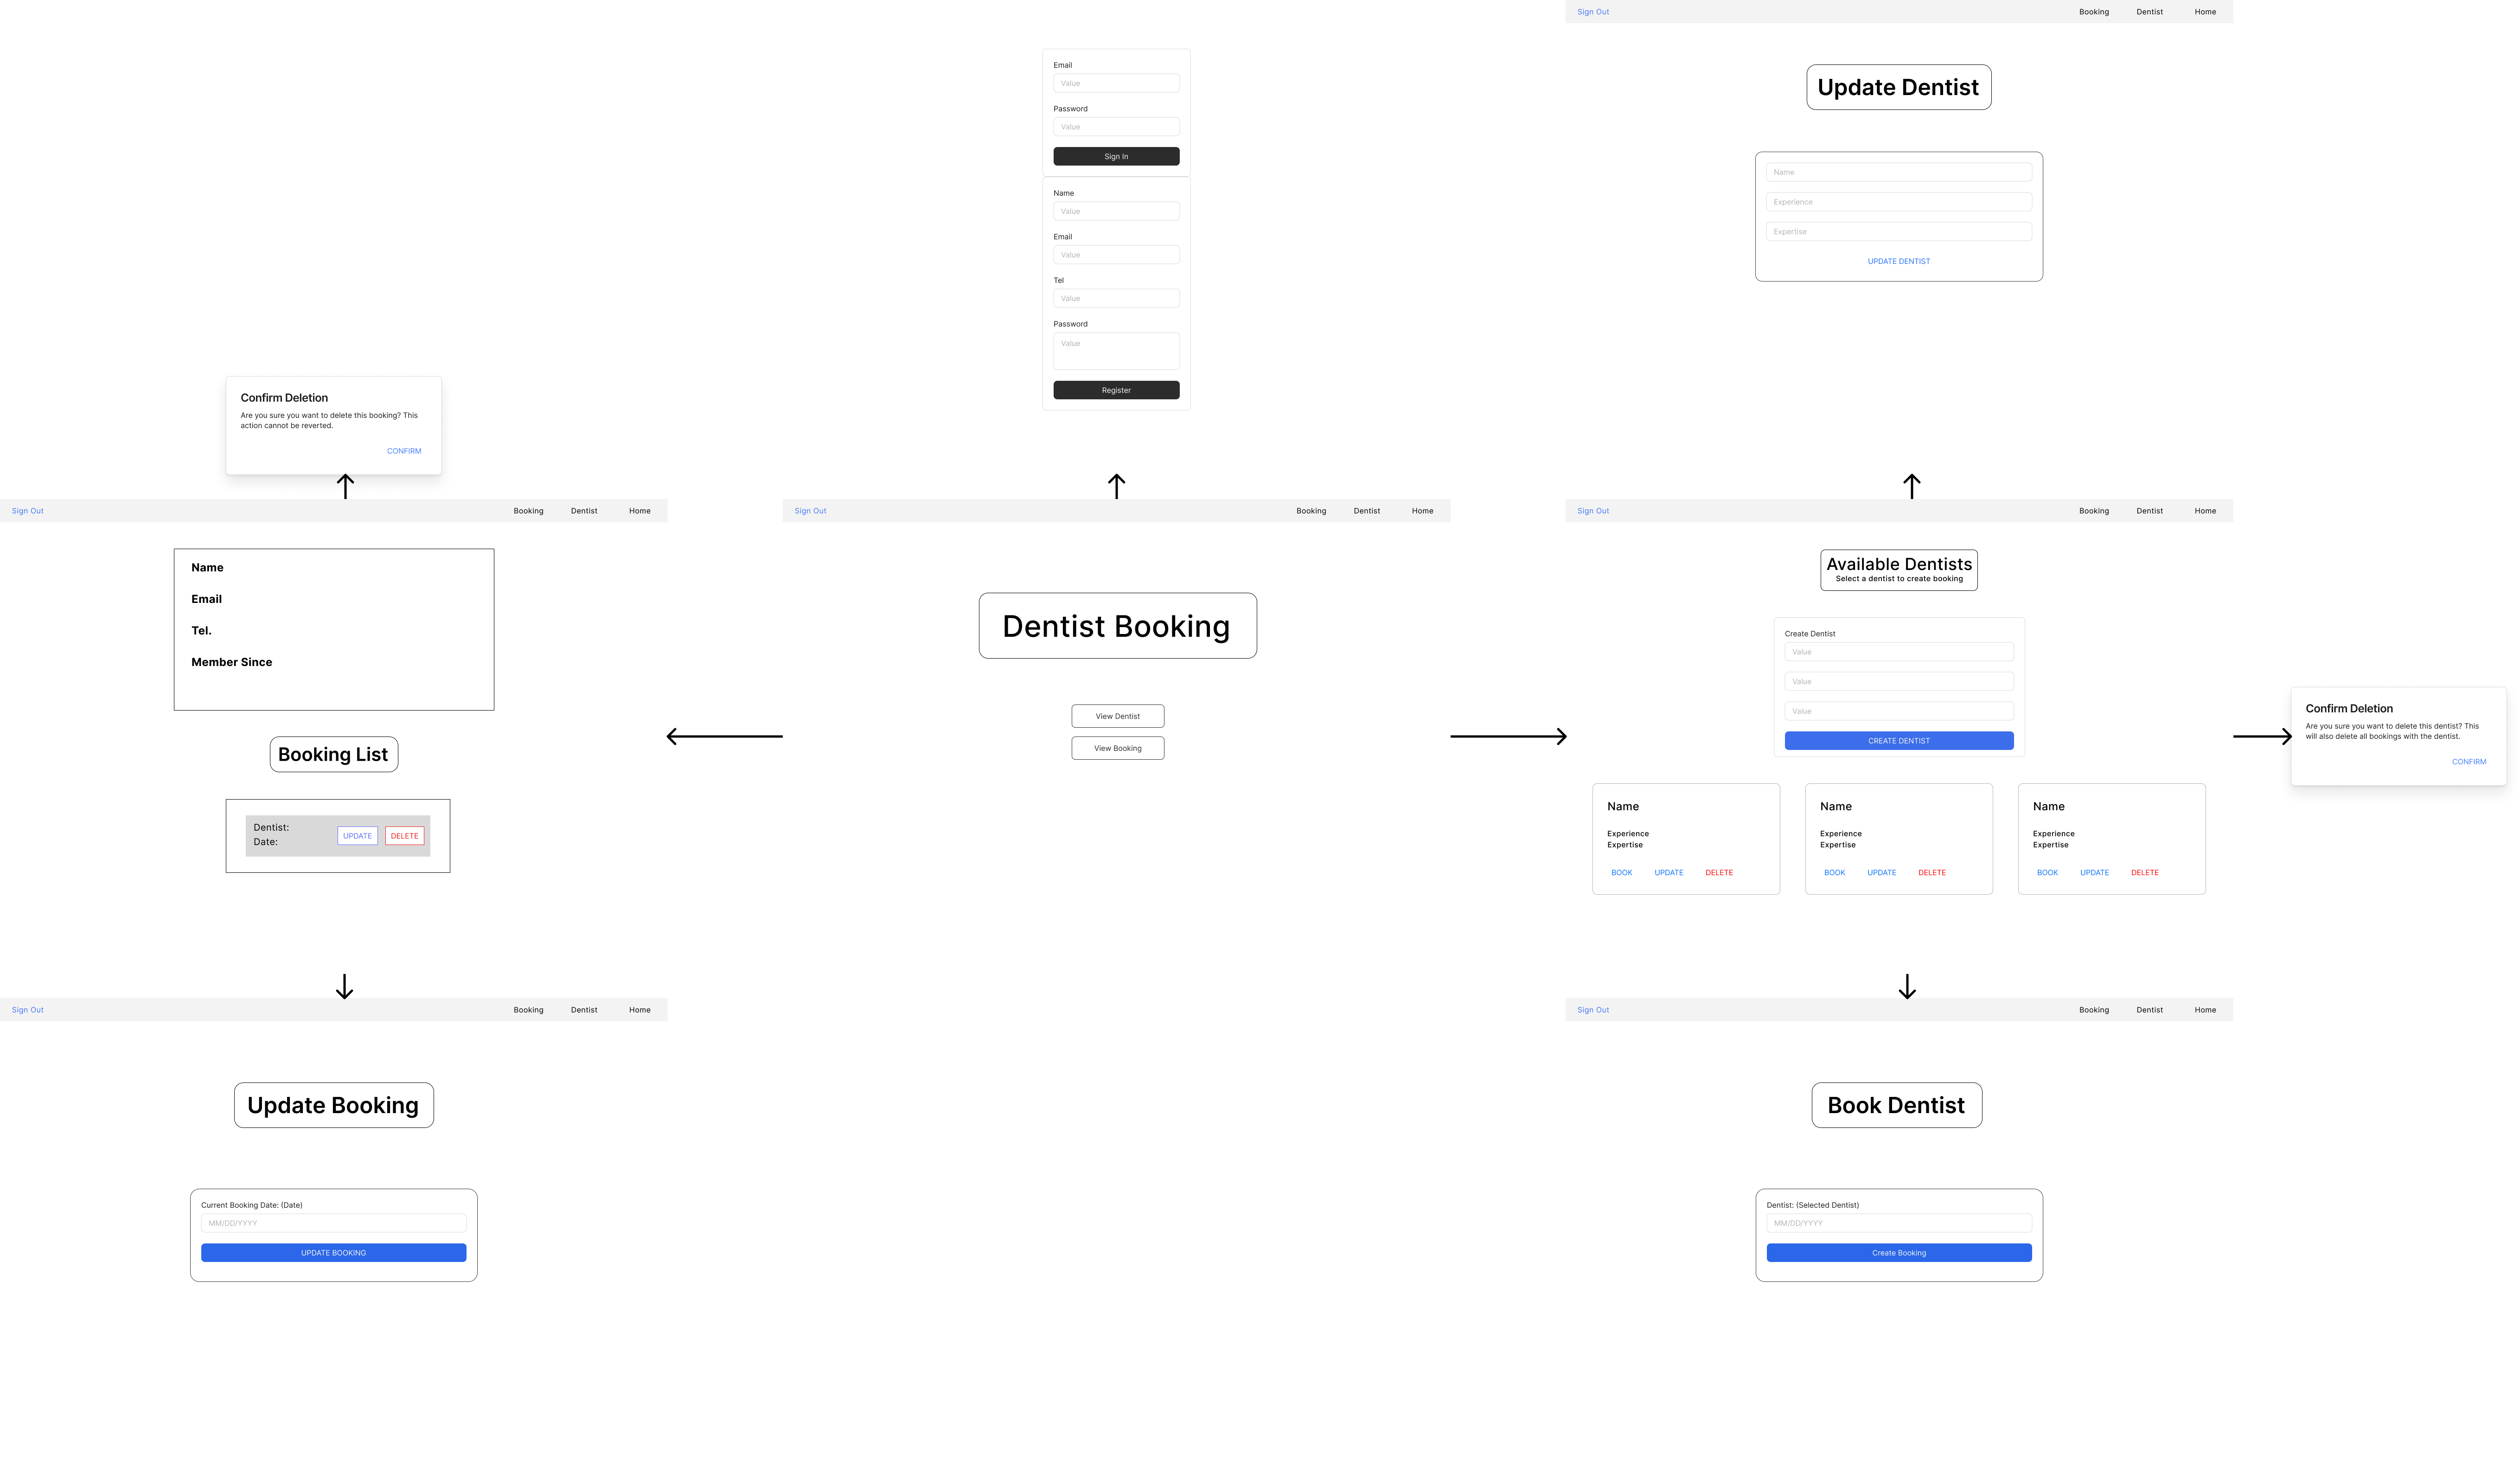 Sign Out
Booking
Dentist
Home
Update Dentist
Name
Experience
Expertise
UPDATE DENTIST
Email
Value
Password
Value
Sign In
Name
Value
Email
Value
Tel
Value
Password
Value
Register
Confirm Deletion
Are you sure you want to delete this booking? This
action cannot be reverted.
CONFIRM
Sign Out
Booking
Dentist
Home
Name
Email
Tel.
Member Since
Booking List
Dentist:
Date:
UPDATE
DELETE
Sign Out
Booking
Dentist
Home
Dentist Booking
View Dentist
View Booking
Sign Out
Booking
Dentist
Home
Available Dentists
Select a dentist to create booking
Create Dentist
Value
Value
Value
CREATE DENTIST
Name
Experience
Expertise
BOOK
UPDATE
DELETE
Name
Experience
Expertise
BOOK
UPDATE
DELETE
Name
Experience
Expertise
BOOK
UPDATE
DELETE
Confirm Deletion
Are you sure you want to delete this dentist? This
will also delete all bookings with the dentist.
CONFIRM
Sign Out
Booking
Dentist
Home
Update Booking
Current Booking Date: (Date)
MM/DD/YYYY
UPDATE BOOKING
Sign Out
Booking
Dentist
Home
Book Dentist
Dentist: (Selected Dentist)
MM/DD/YYYY
Create Booking